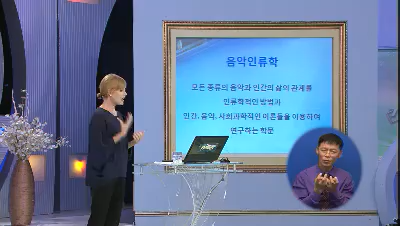 음악인류학
모든 종류의 음악과 인간의 삶의 관계를
인류학적인 방법과
인간, 음악, 사회과학적인 이론들을 이용하여
연구하는 학문